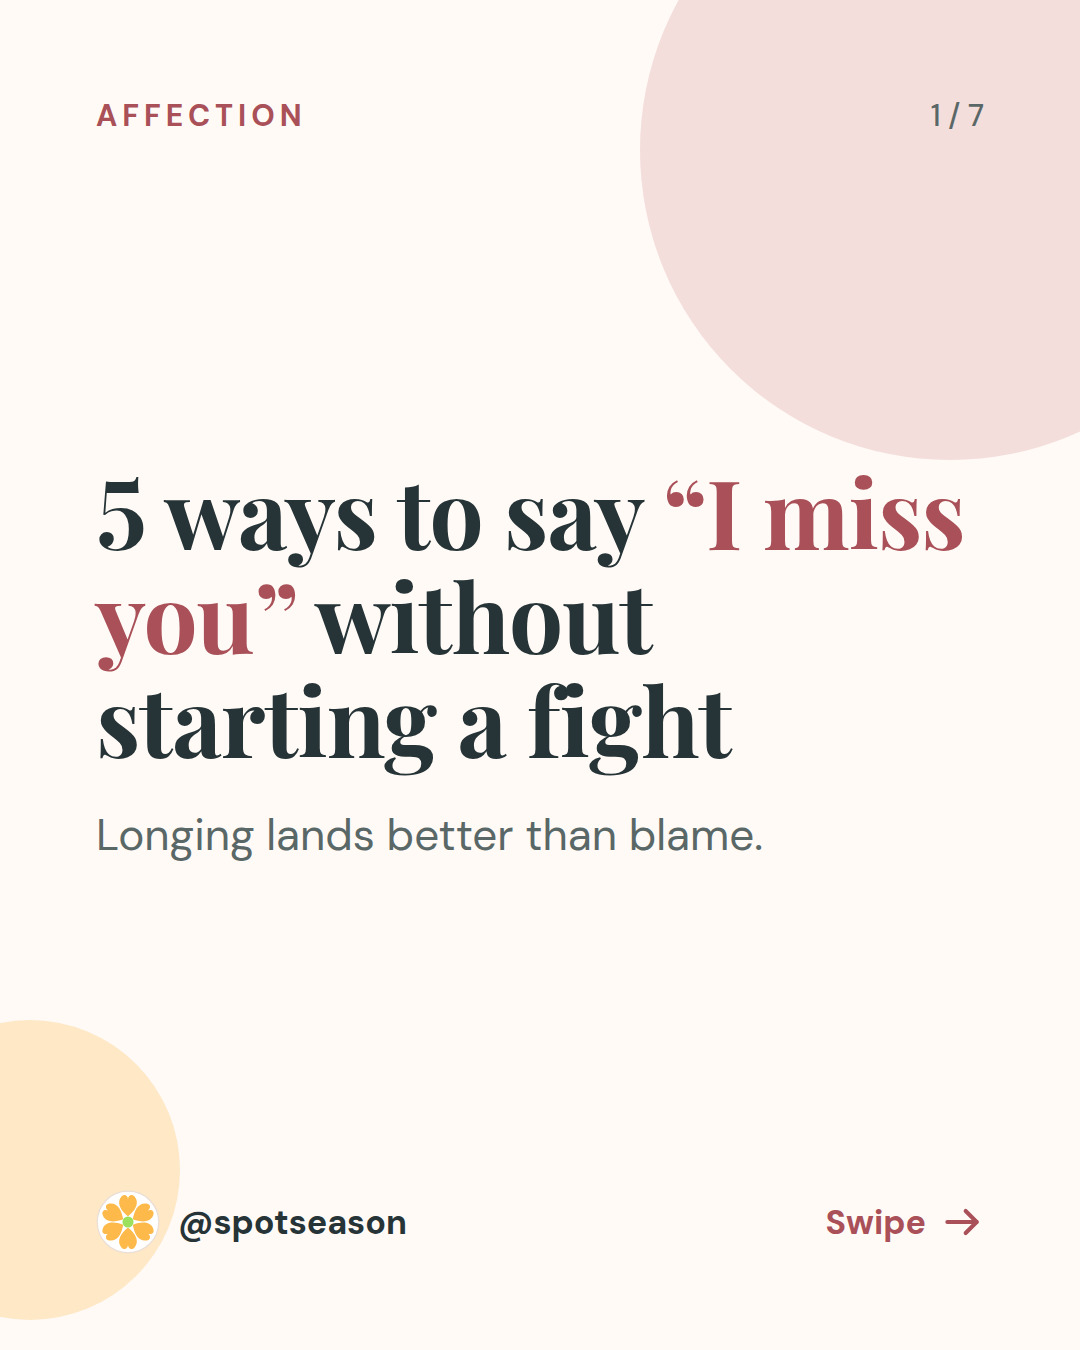 AFFECTION
1 / 7
5 ways to say “I miss
you” without
starting a fight
Longing lands better than blame.
@spotseason
Swipe →